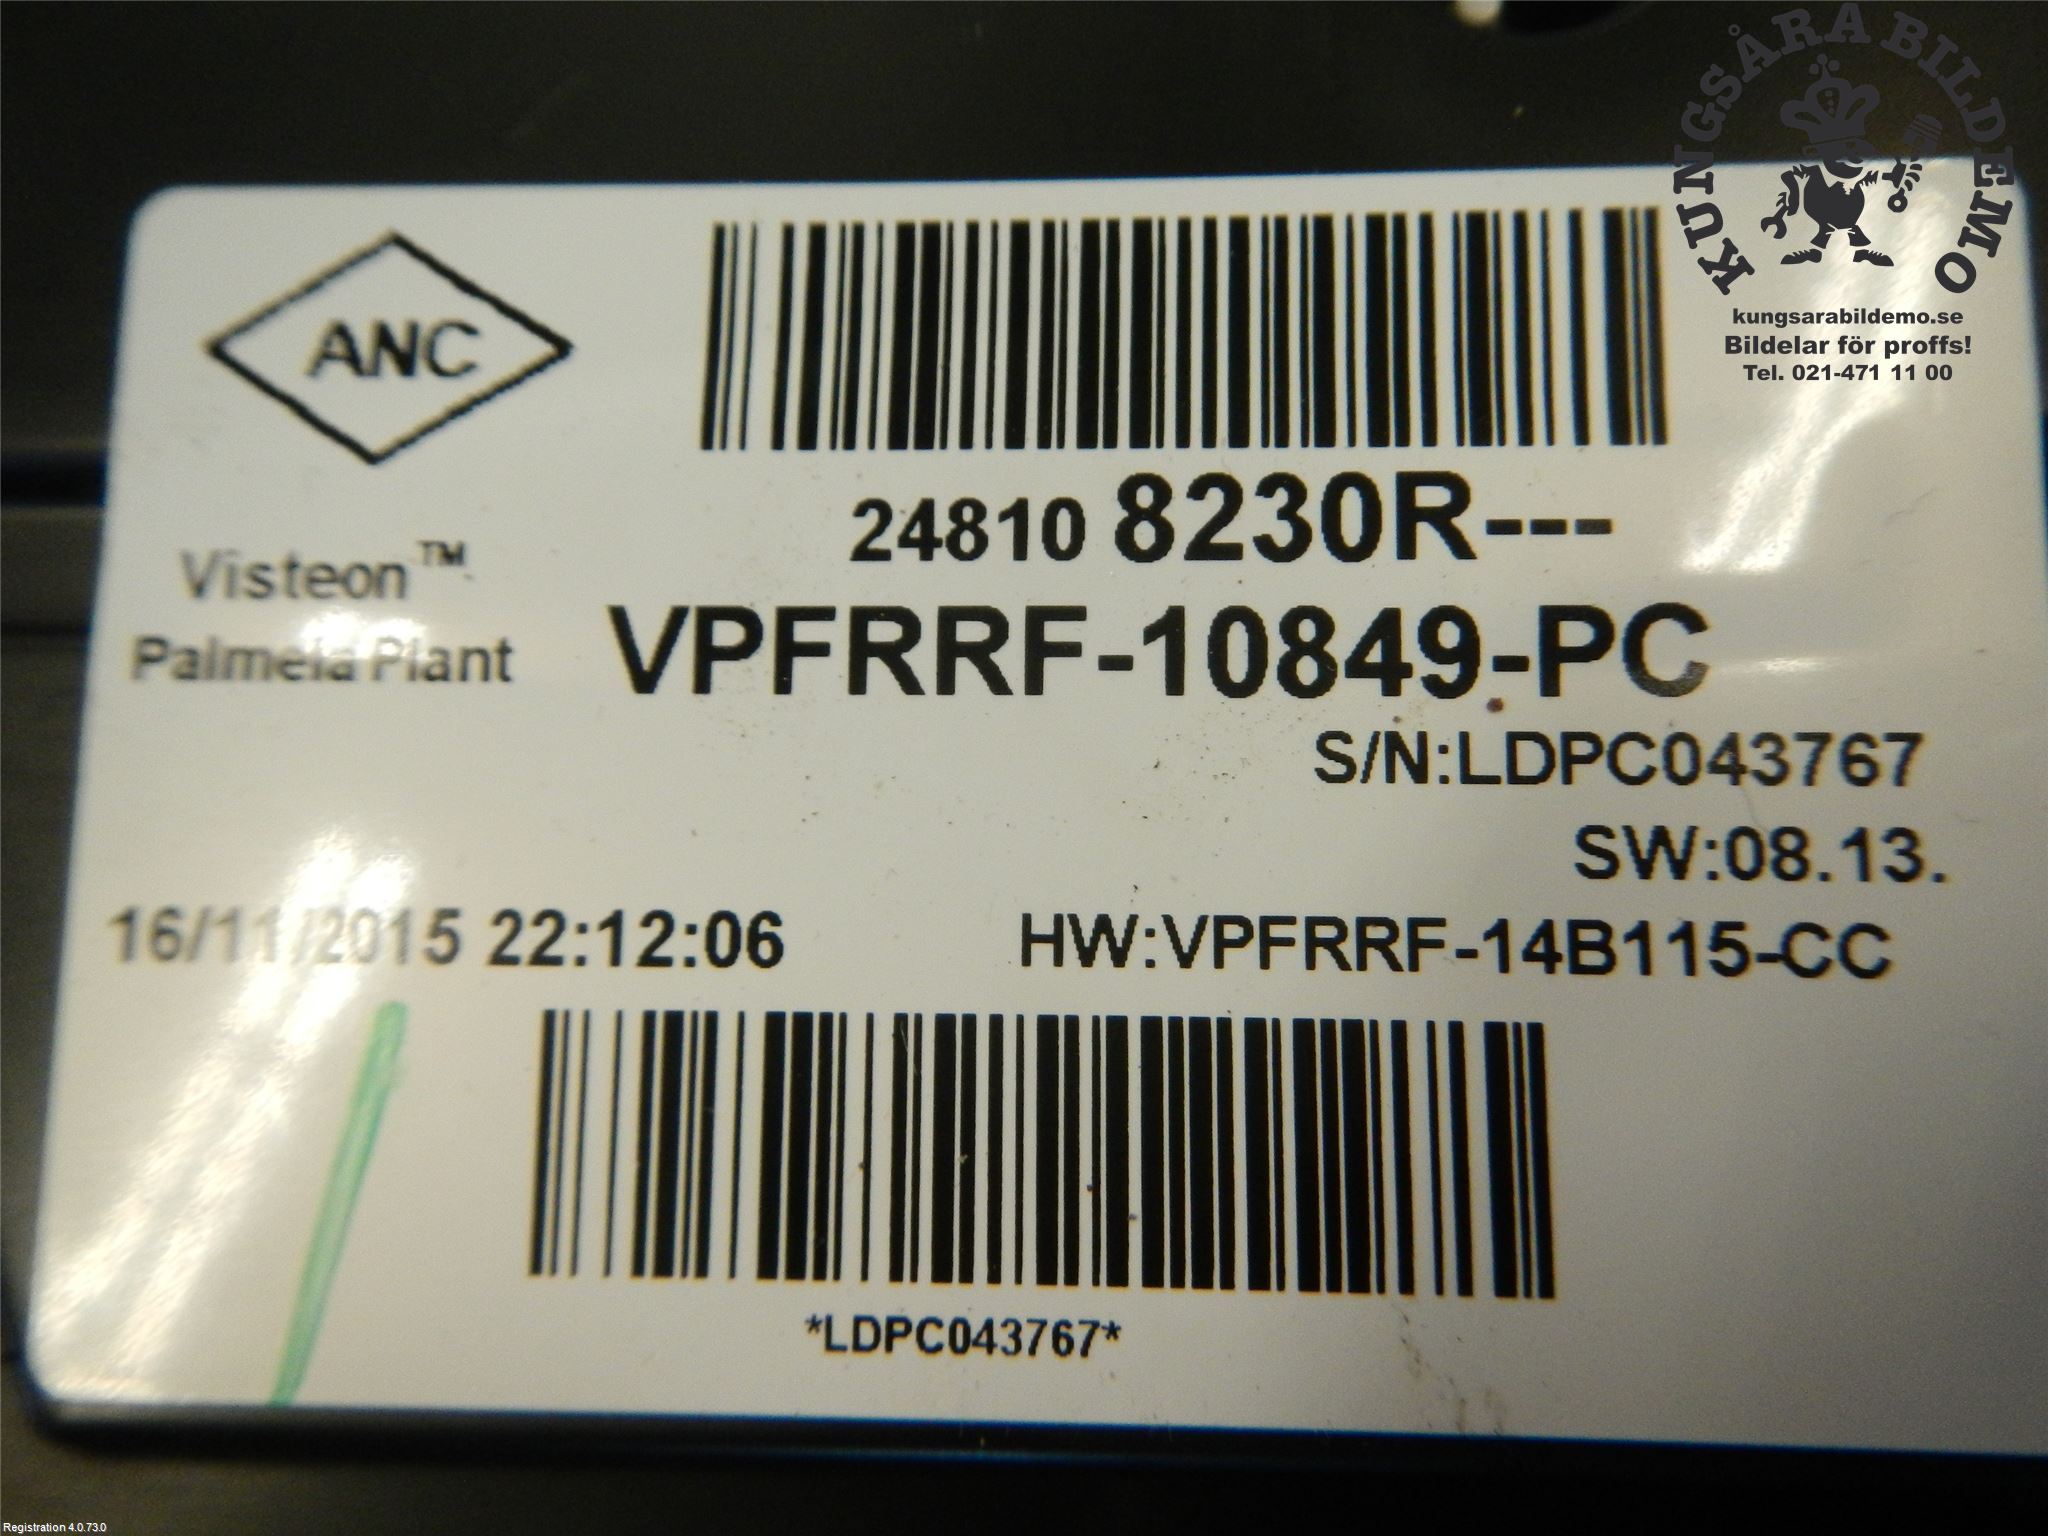 KUNGSÅRA BILDEMO
kungsarabildemo.se
Bildelar för proffs!
Tel. 021-471 11 00
ANC
24810 8230R---
Visteon™
Palmela Plant
VPFRRF-10849-PC
S/N:LDPC043767
SW:08.13.
16/11/2015 22:12:06
HW:VPFRRF-14B115-CC
*LDPC043767*
Registration 4.0.73.0